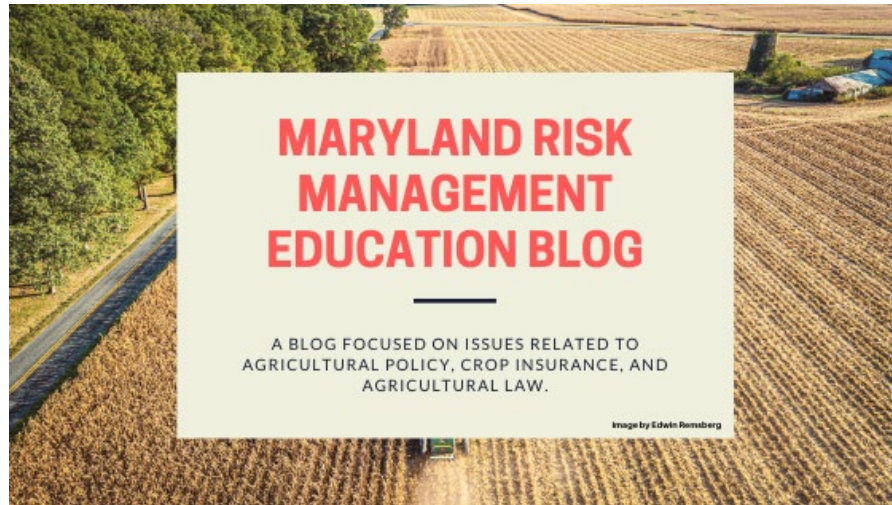 MARYLAND RISK
MANAGEMENT
EDUCATION BLOG
A BLOG FOCUSED ON ISSUES RELATED TO
AGRICULTURAL POLICY, CROP INSURANCE, AND
AGRICULTURAL LAW.
Image by Edwin Remsberg